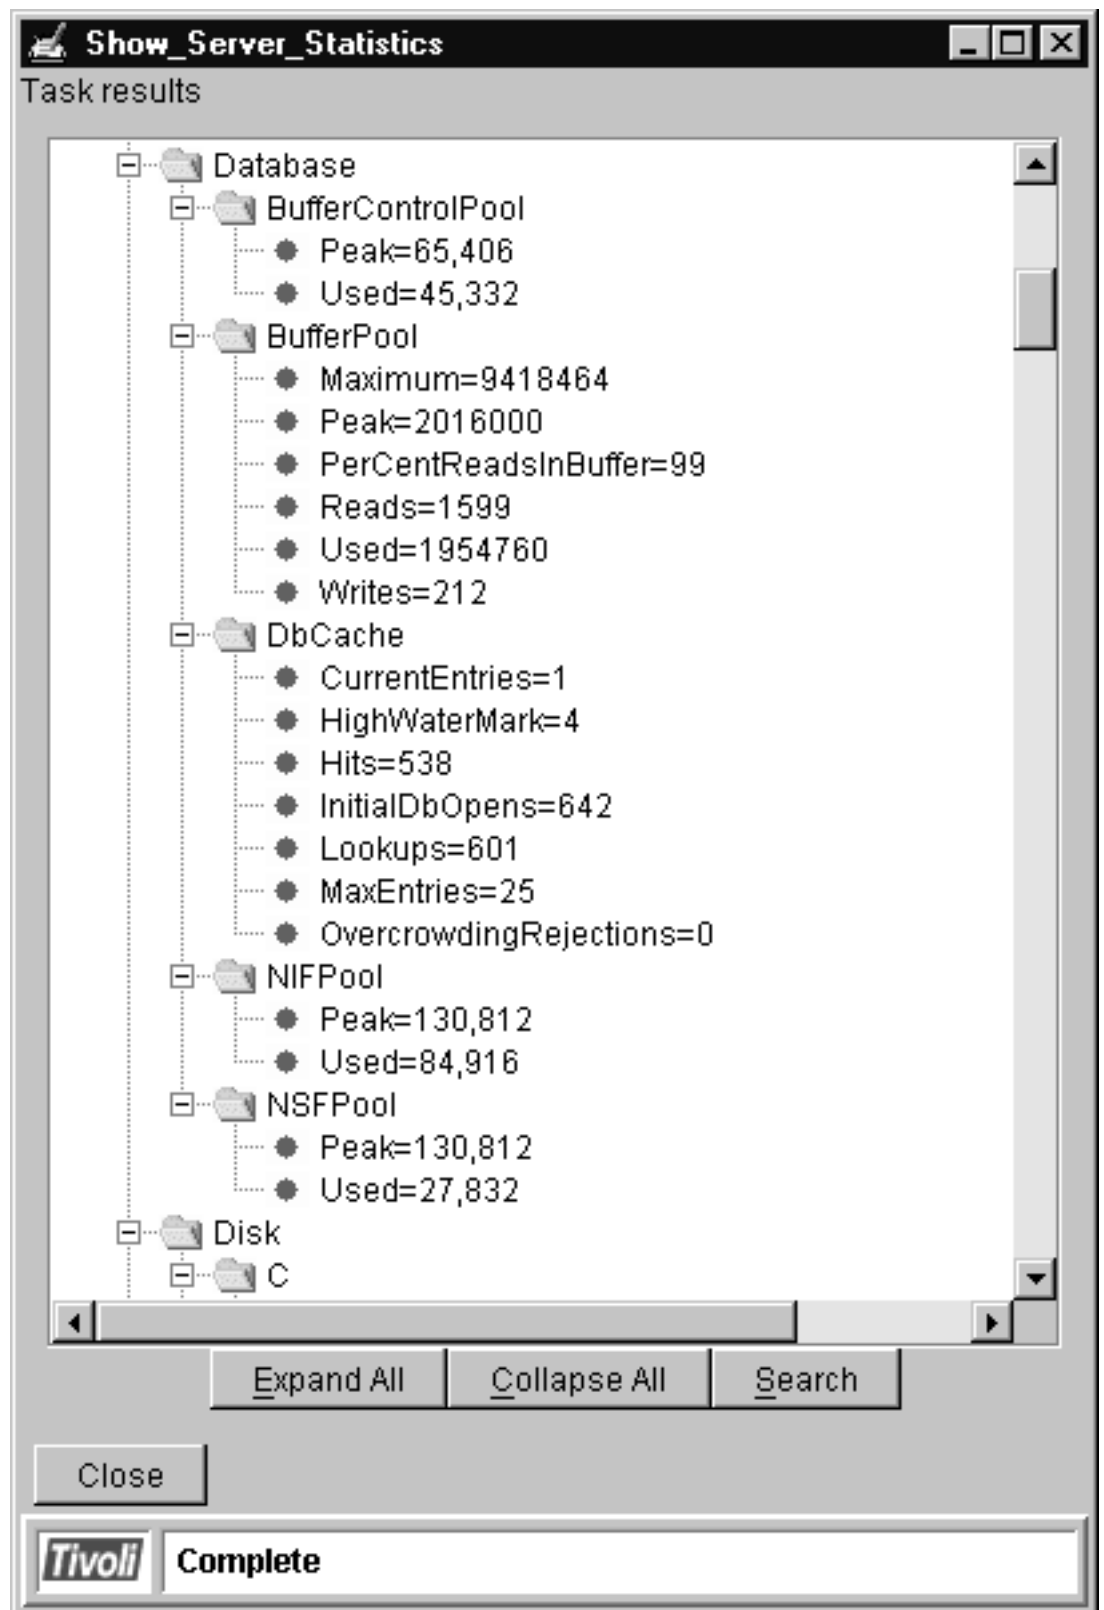 Show_Server_Statistics
Task results
Database
BufferControlPool
Peak=65,406
Used=45,332
BufferPool
Maximum=9418464
Peak=2016000
PerCentReadsInBuffer=99
Reads=1599
Used=1954760
Writes=212
DbCache
CurrentEntries=1
HighWaterMark=4
Hits=538
InitialDbOpens=642
Lookups=601
MaxEntries=25
OvercrowdingRejections=0
NIFPool
Peak=130,812
Used=84,916
NSFPool
Peak=130,812
Used=27,832
Disk
C
Expand All Collapse All Search
Close
Tivoli Complete